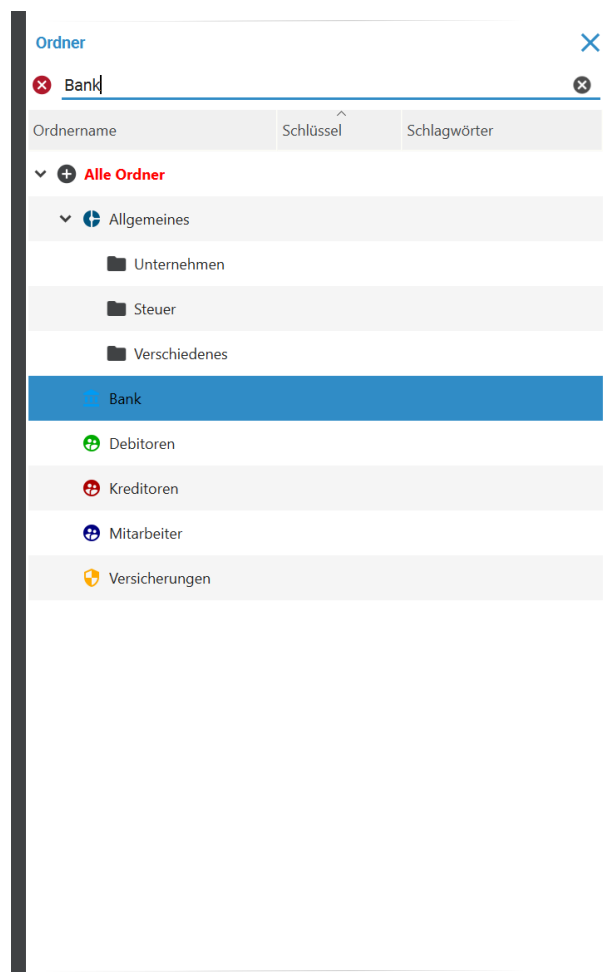 Ordner
Bank
Ordnername Schlüssel Schlagwörter
Alle Ordner
Allgemeines
Unternehmen
Steuer
Verschiedenes
Bank
Debitoren
Kreditoren
Mitarbeiter
Versicherungen